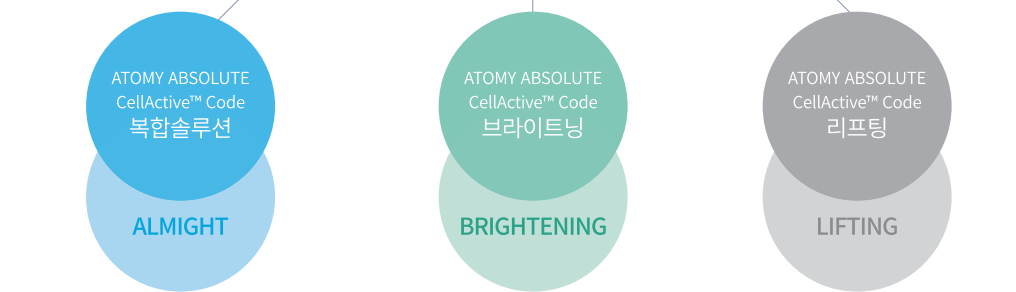 ATOMY ABSOLUTE
CellActive™ Code
복합솔루션
ALMIGHT
ATOMY ABSOLUTE
CellActive™ Code
브라이트닝
BRIGHTENING
ATOMY ABSOLUTE
CellActive™ Code
리프팅
LIFTING